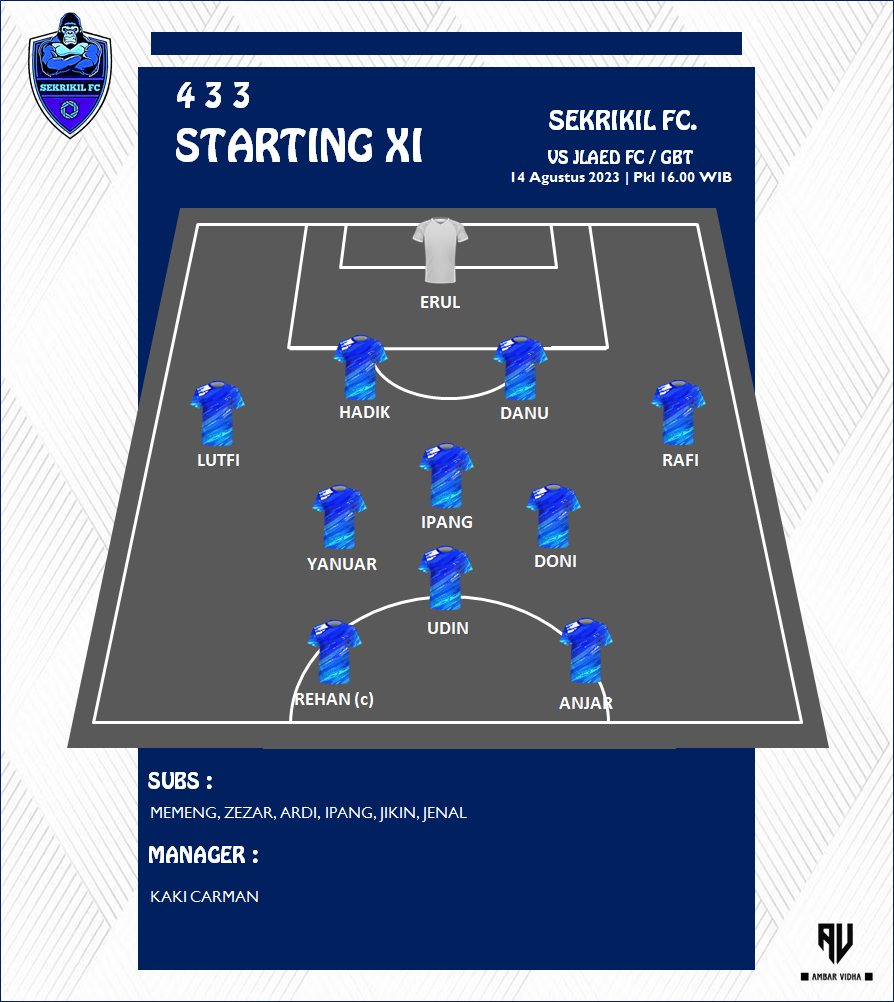 SEKRIKIL FC
4 3 3
STARTING XI
SEKRIKIL FC.
VS JLAED FC / GBT
14 Agustus 2023 | Pkl 16.00 WIB
ERUL
HADIK
DANU
LUTFI
RAFI
IPANG
YANUAR
DONI
UDIN
REHAN (c)
ANJAR
SUBS :
MEMENG, ZEZAR, ARDI, IPANG, JIKIN, JENAL
MANAGER :
KAKI CARMAN
AV
AMBAR VIDHA